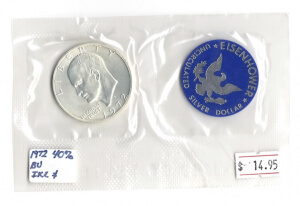 LIBERTY
1972
EISENHOWER
UNCIRCULATED
SILVER DOLLAR
1972 40%
BU
IKE $
$ 14.95